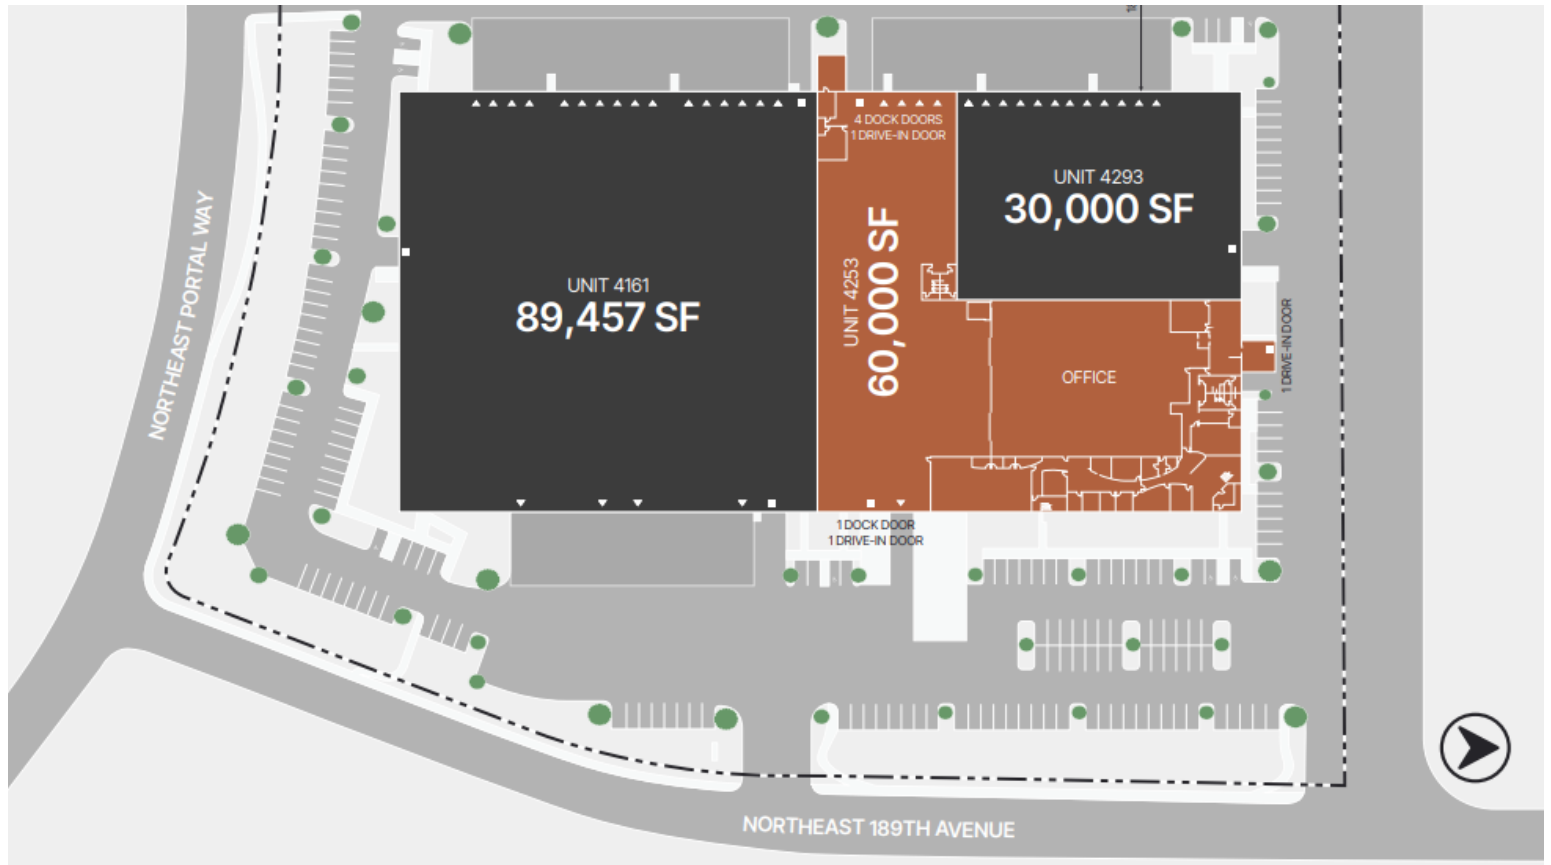 4 DOCK DOORS
1 DRIVE-IN DOOR
UNIT 4293
30,000 SF
UNIT 4161
89,457 SF
UNIT 4253
60,000 SF
OFFICE
1 DRIVE-IN DOOR
1 DOCK DOOR
1 DRIVE-IN DOOR
NORTHEAST PORTAL WAY
NORTHEAST 189TH AVENUE